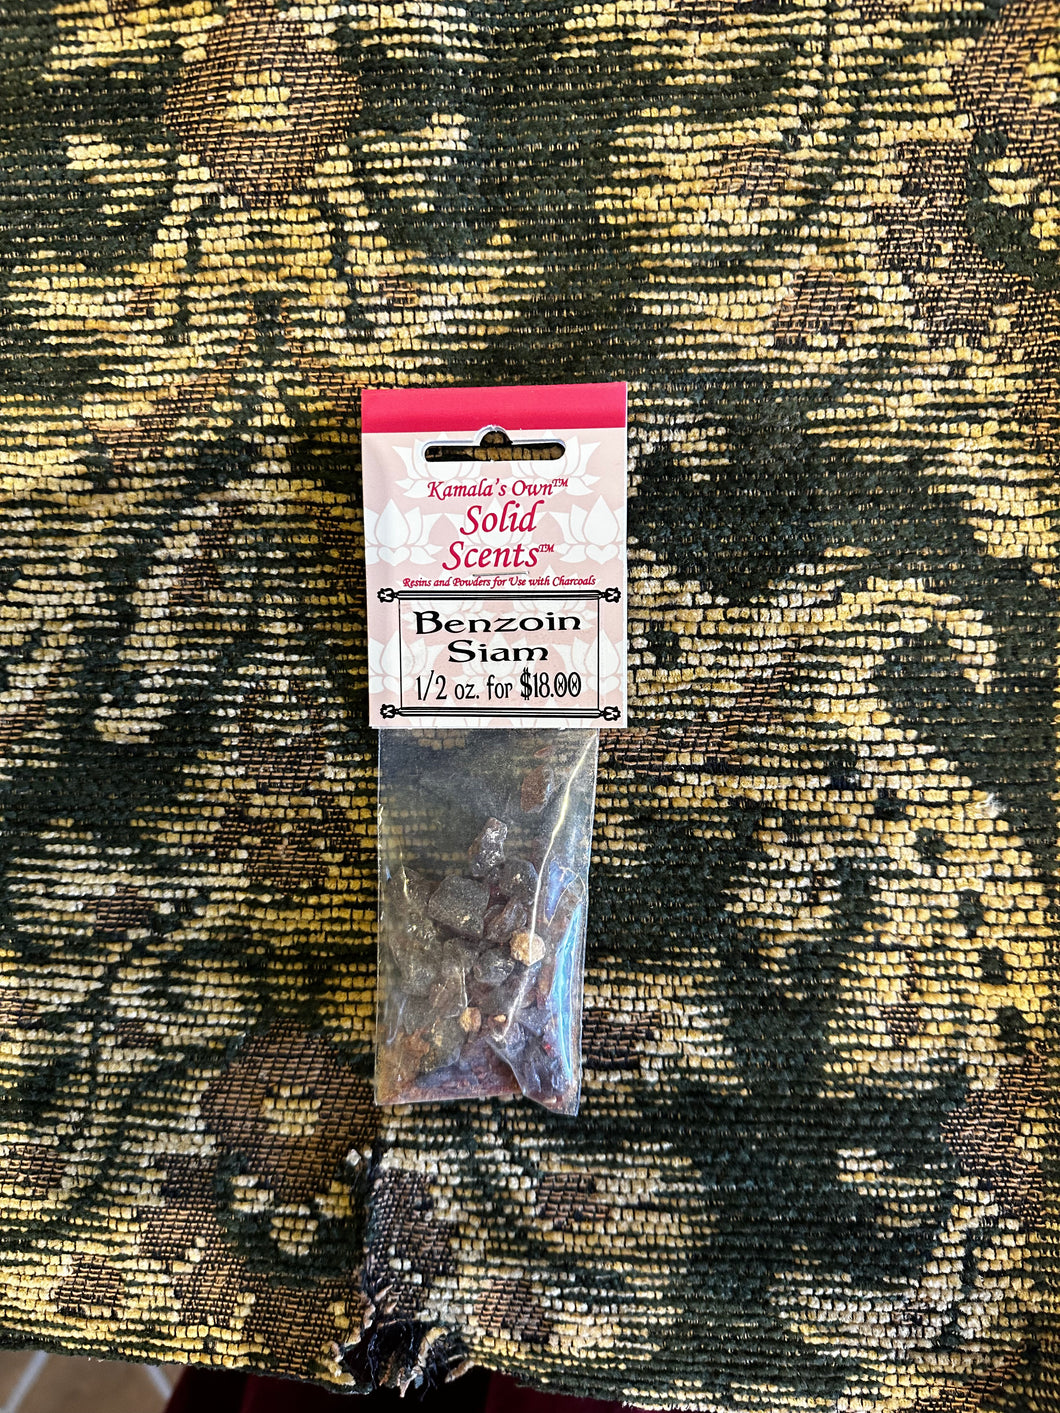 Kamala's Own™
Solid
Scents™
Resins and Powders for Use with Charcoals
Benzoin
Siam
1/2 oz. for $18.00